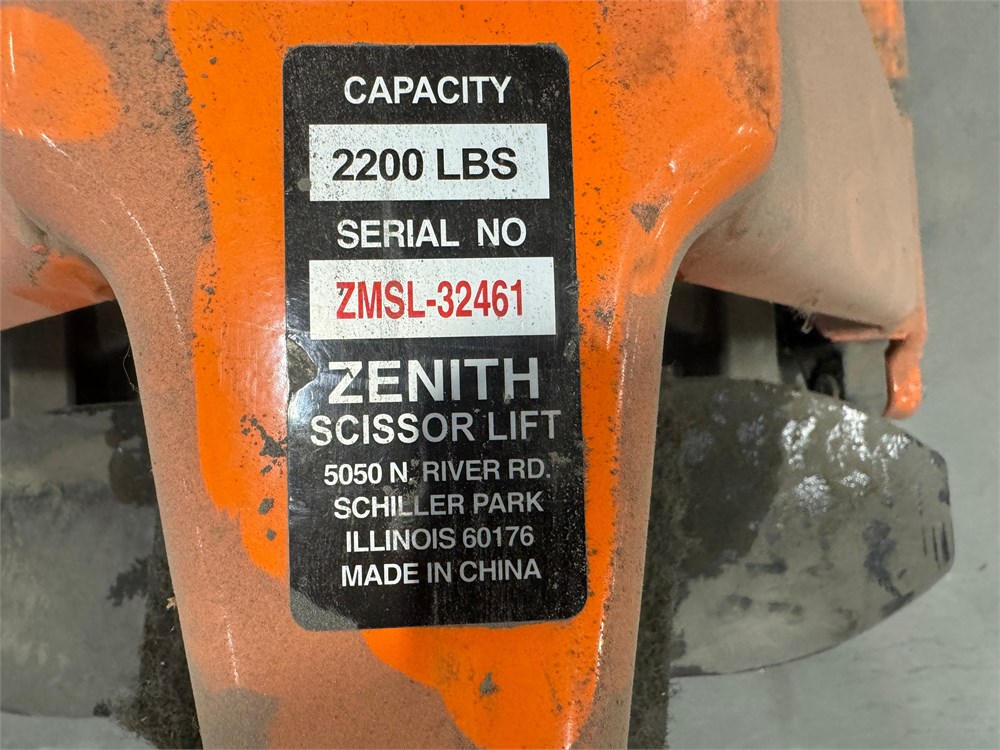 CAPACITY
2200 LBS
SERIAL NO
ZMSL-32461
ZENITH
SCISSOR LIFT
5050 N. RIVER RD.
SCHILLER PARK
ILLINOIS 60176
MADE IN CHINA